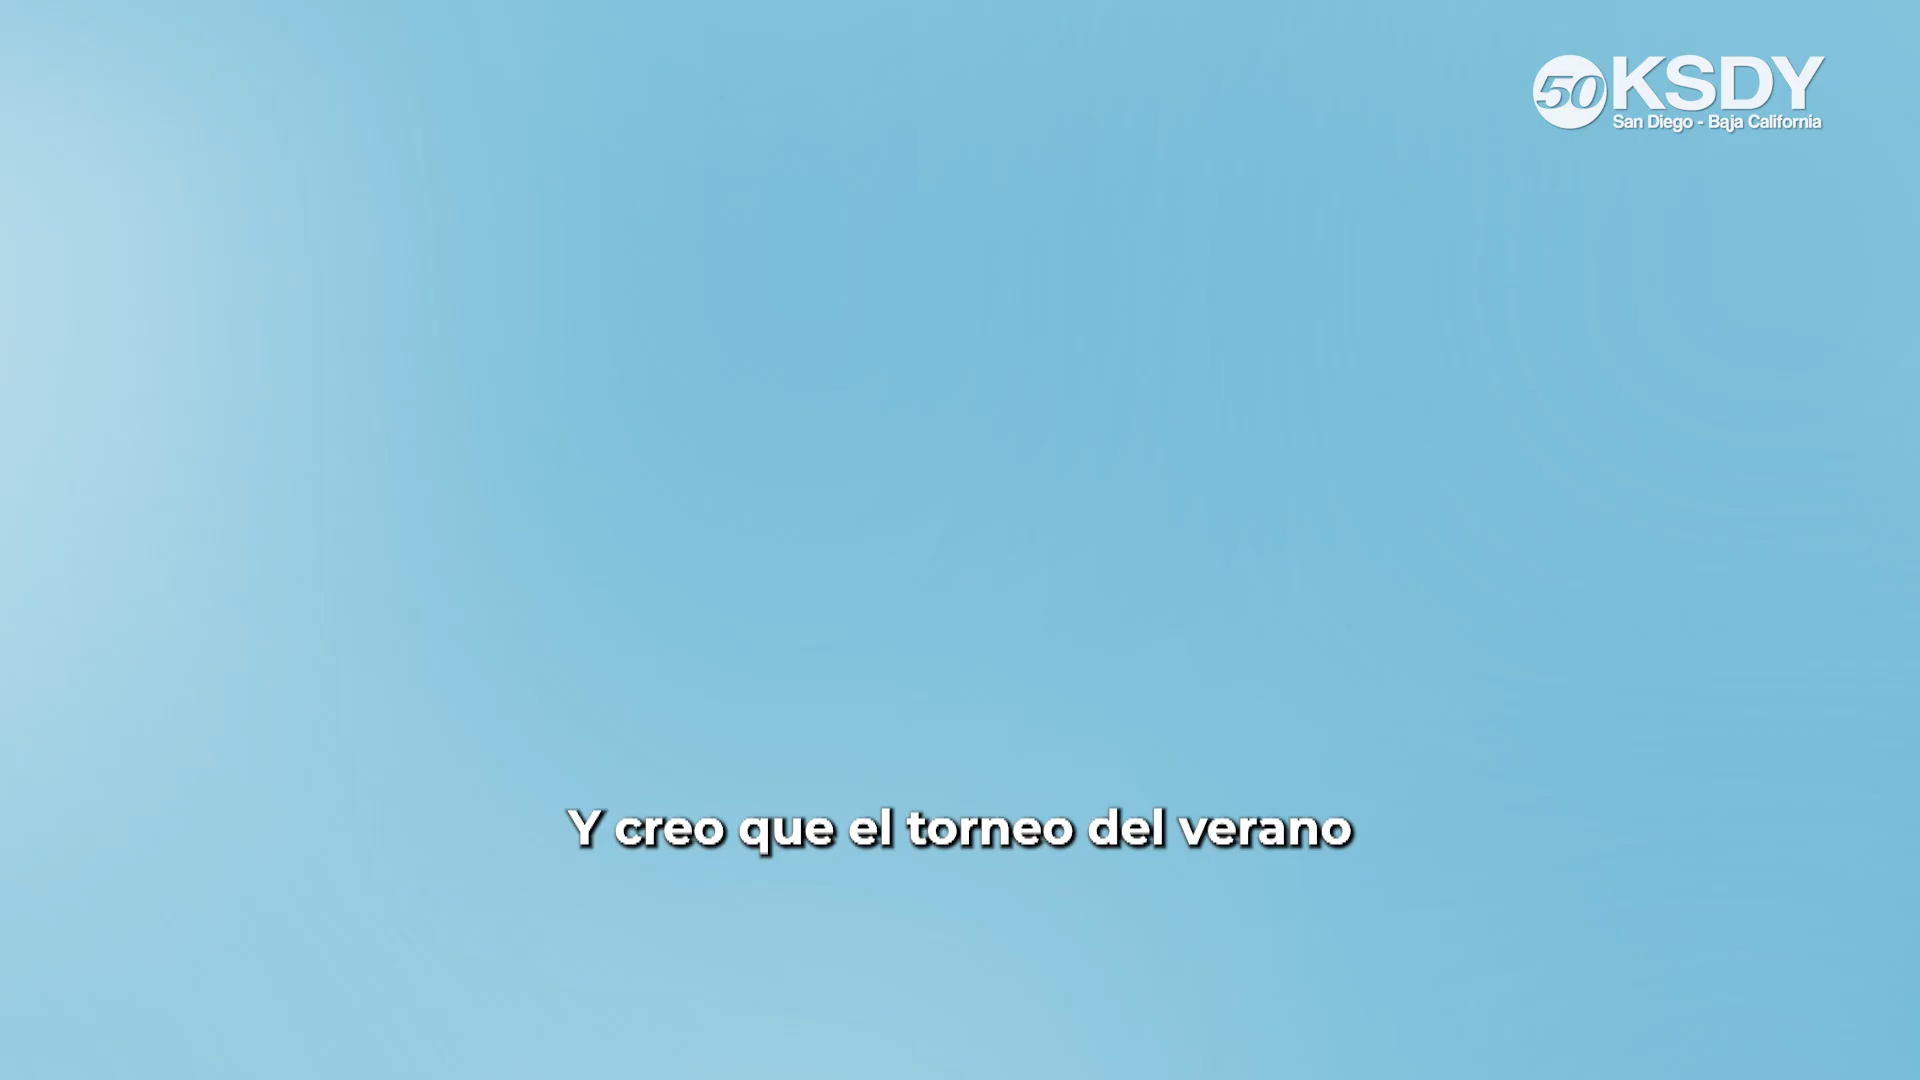 50 KSDY
San Diego - Baja California
Y creo que el torneo del verano